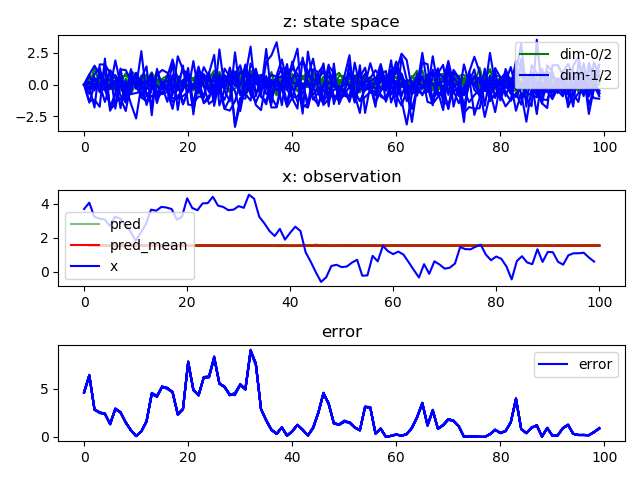 z: state space
2.5
0.0
−2.5
dim-0/2
dim-1/2
0 20 40 60 80 100
x: observation
4
2
0
pred
pred_mean
x
0 20 40 60 80 100
error
5
0
error
0 20 40 60 80 100